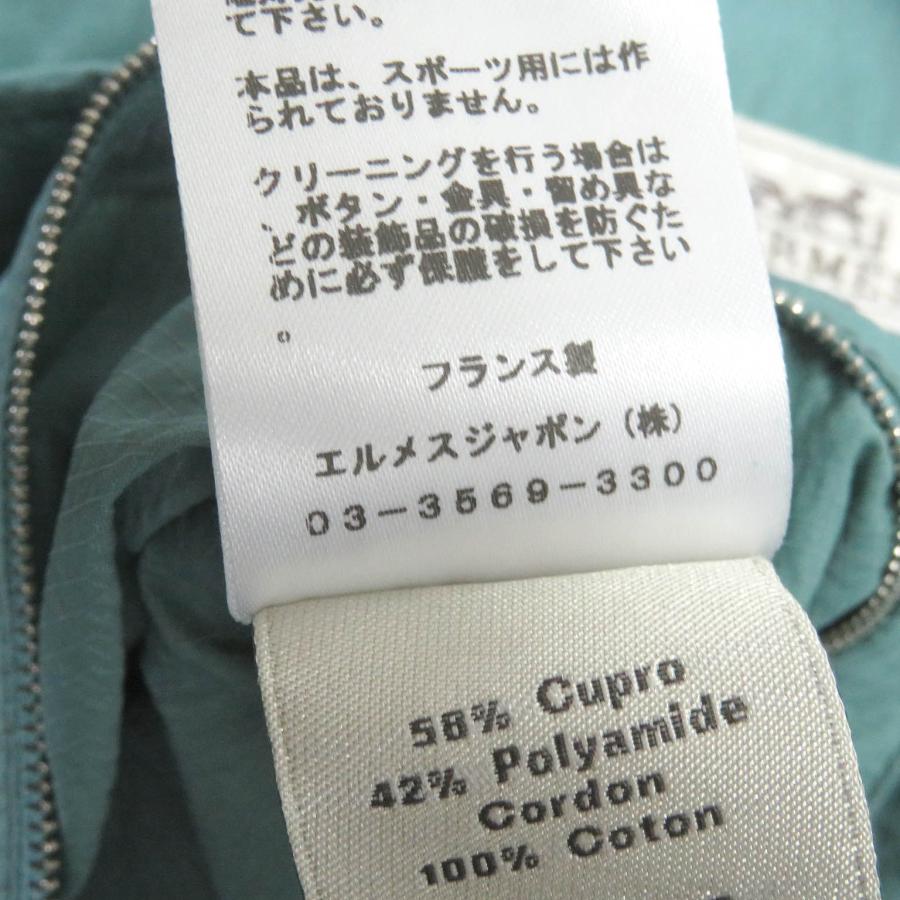 て下さい。
本品は、スポーツ用には作
られておりません。
クリーニングを行う場合は
、ボタン・金具・留め具な
どの装飾品の破損を防ぐた
めに必ず保護をして下さい
。
フランス製
エルメスジャポン（株）
03-3569-3300
58% Cupro
42% Polyamide
Cordon
100% Coton